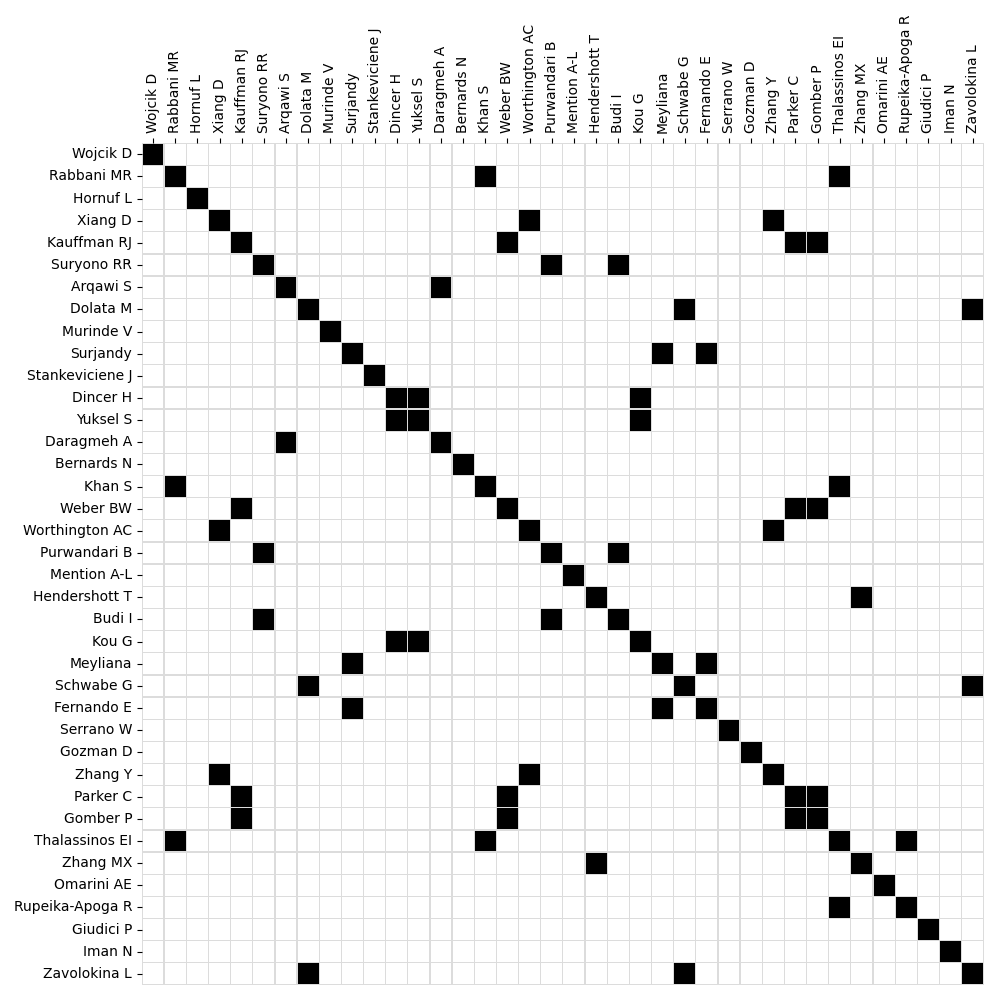 Wojcik D
Rabbani MR
Hornuf L
Xiang D
Kauffman RJ
Suryono RR
Arqawi S
Dolata M
Murinde V
Surjandy
Stankeviciene J
Dincer H
Yuksel S
Daragmeh A
Bernards N
Khan S
Weber BW
Worthington AC
Purwandari B
Mention A-L
Hendershott T
Budi I
Kou G
Meyliana
Schwabe G
Fernando E
Serrano W
Gozman D
Zhang Y
Parker C
Gomber P
Thalassinos EI
Zhang MX
Omarini AE
Rupeika-Apoga R
Giudici P
Iman N
Zavolokina L
Wojcik D
Rabbani MR
Hornuf L
Xiang D
Kauffman RJ
Suryono RR
Arqawi S
Dolata M
Murinde V
Surjandy
Stankeviciene J
Dincer H
Yuksel S
Daragmeh A
Bernards N
Khan S
Weber BW
Worthington AC
Purwandari B
Mention A-L
Hendershott T
Budi I
Kou G
Meyliana
Schwabe G
Fernando E
Serrano W
Gozman D
Zhang Y
Parker C
Gomber P
Thalassinos EI
Zhang MX
Omarini AE
Rupeika-Apoga R
Giudici P
Iman N
Zavolokina L